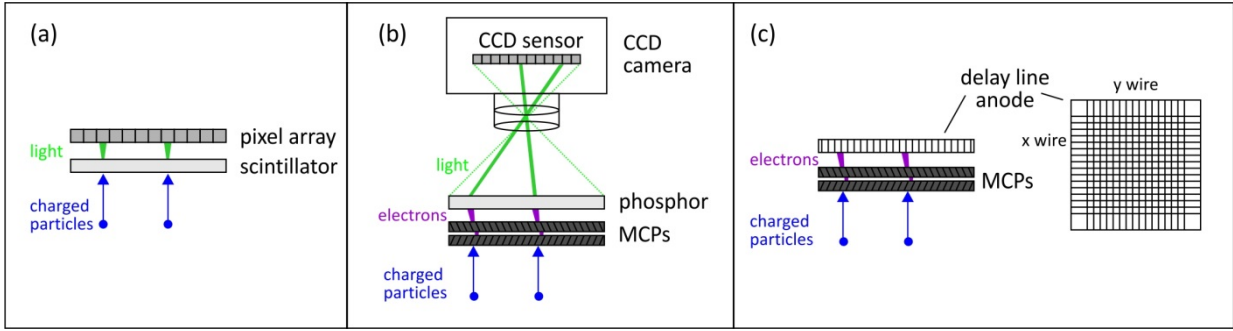 (a)
pixel array
light
scintillator
charged
particles
(b)
CCD sensor
CCD
camera
light
phosphor
electrons
MCPs
charged
particles
(c)
delay line
anode
y wire
x wire
electrons
MCPs
charged
particles